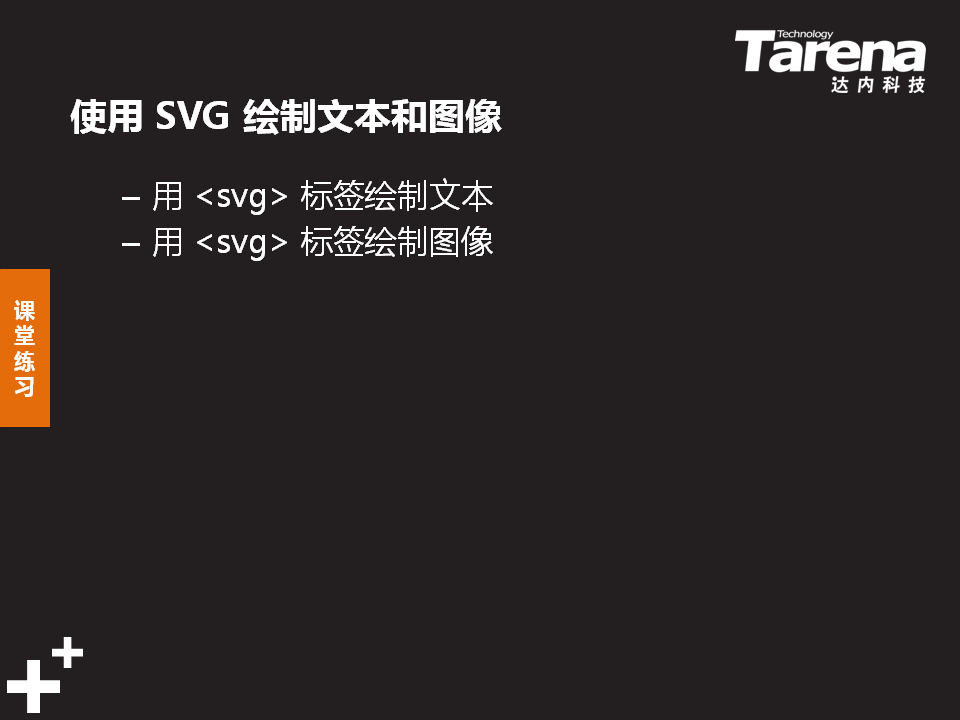 Technology
Tarena
达内科技
使用 SVG 绘制文本和图像
– 用 <svg> 标签绘制文本
– 用 <svg> 标签绘制图像
课
堂
练
习